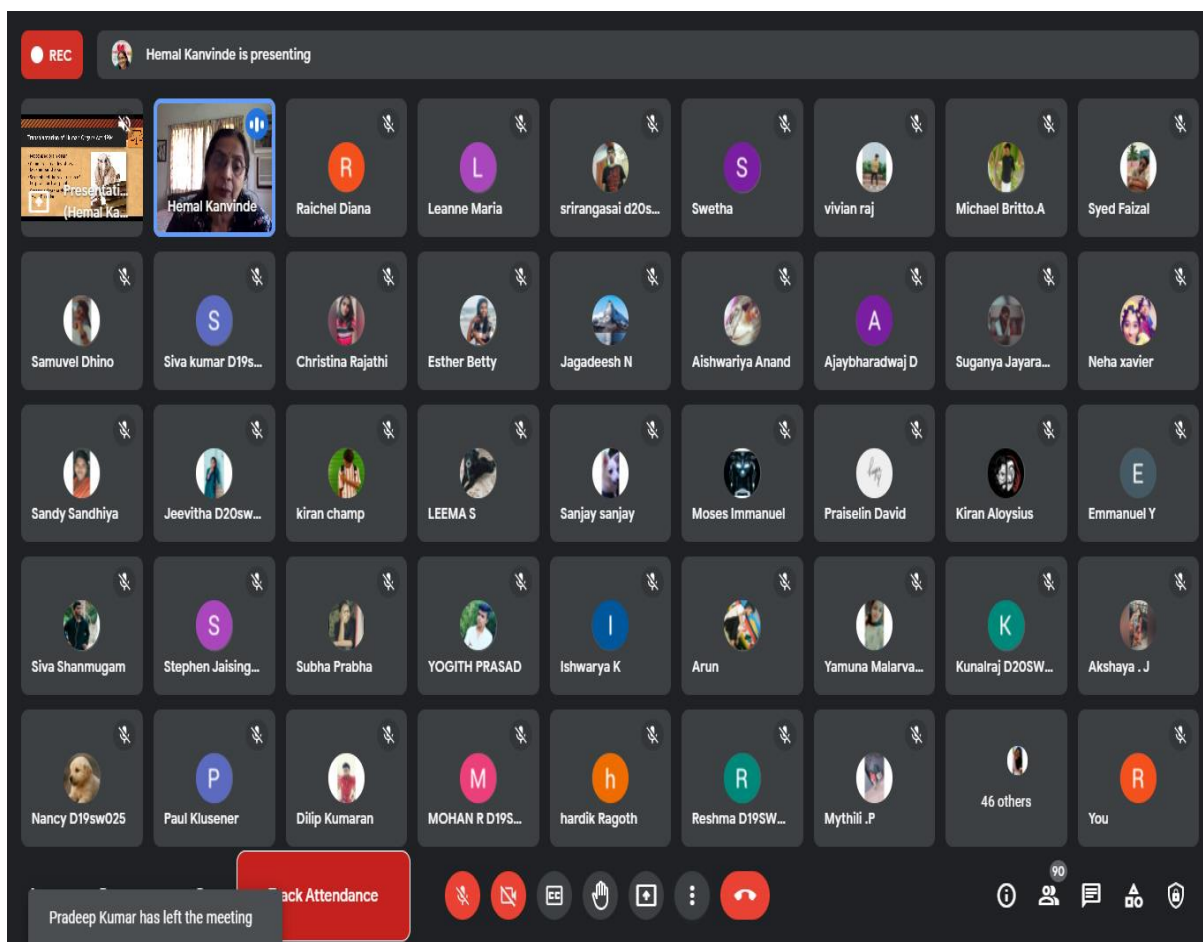 REC
Hemal Kanvinde is presenting
Presentati...
(Hemal Ka...
Hemal Kanvinde
R
Raichel Diana
L
Leanne Maria
srirangasai d20s...
S
Swetha
vivian raj
Michael Britto.A
Syed Faizal
Samuvel Dhino
S
Siva kumar D19s...
Christina Rajathi
Esther Betty
Jagadeesh N
Aishwariya Anand
A
Ajaybharadwaj D
Suganya Jayara...
Neha xavier
Sandy Sandhiya
Jeevitha D20sw...
kiran champ
LEEMA S
Sanjay sanjay
Moses Immanuel
Praiselin David
Kiran Aloysius
E
Emmanuel Y
Siva Shanmugam
S
Stephen Jaising...
Subha Prabha
YOGITH PRASAD
I
Ishwarya K
Arun
Yamuna Malarva...
K
Kunalraj D20SW...
Akshaya . J
Nancy D19sw025
P
Paul Klusener
Dilip Kumaran
M
MOHAN R D19S...
h
hardik Ragoth
R
Reshma D19SW...
Mythili .P
46 others
R
You
Attendance
CC
90
Pradeep Kumar has left the meeting